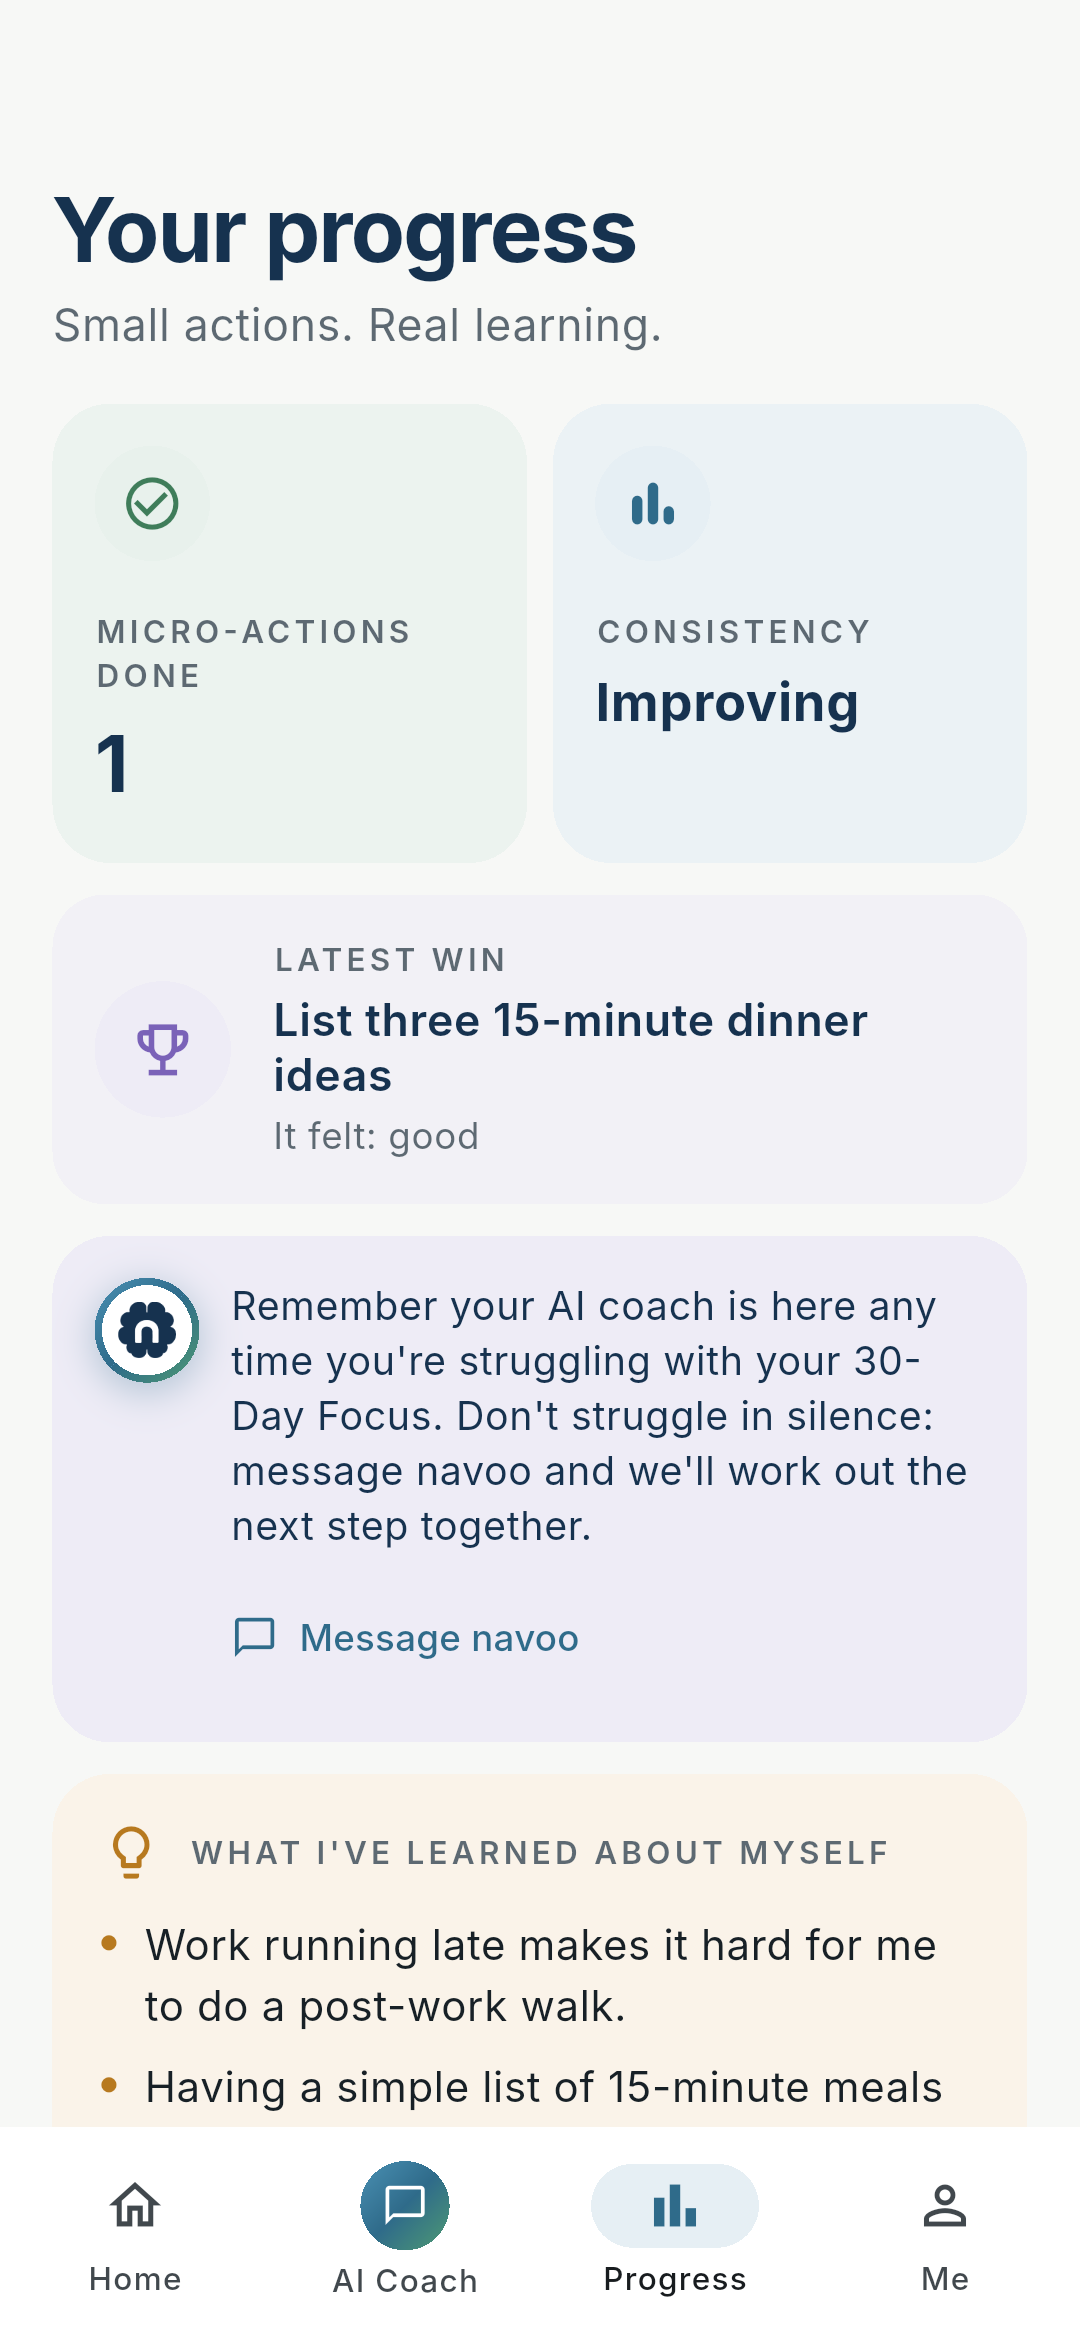 Your progress
Small actions. Real learning.
MICRO-ACTIONS
DONE
1
CONSISTENCY
Improving
LATEST WIN
List three 15-minute dinner
ideas
It felt: good
Remember your AI coach is here any
time you're struggling with your 30-
Day Focus. Don't struggle in silence:
message navoo and we'll work out the
next step together.
Message navoo
WHAT I'VE LEARNED ABOUT MYSELF
Work running late makes it hard for me
to do a post-work walk.
Having a simple list of 15-minute meals
Home
AI Coach
Progress
Me